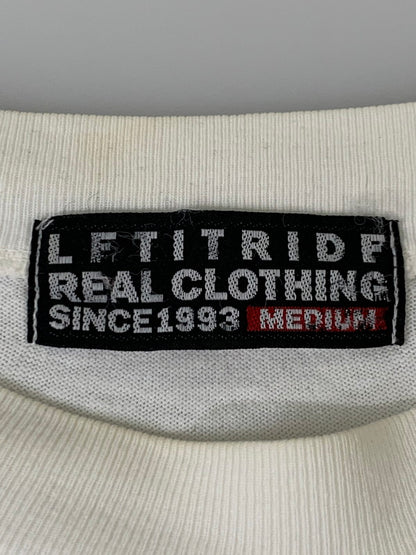 LETITRIDE
REAL CLOTHING
SINCE1993 MEDIUM